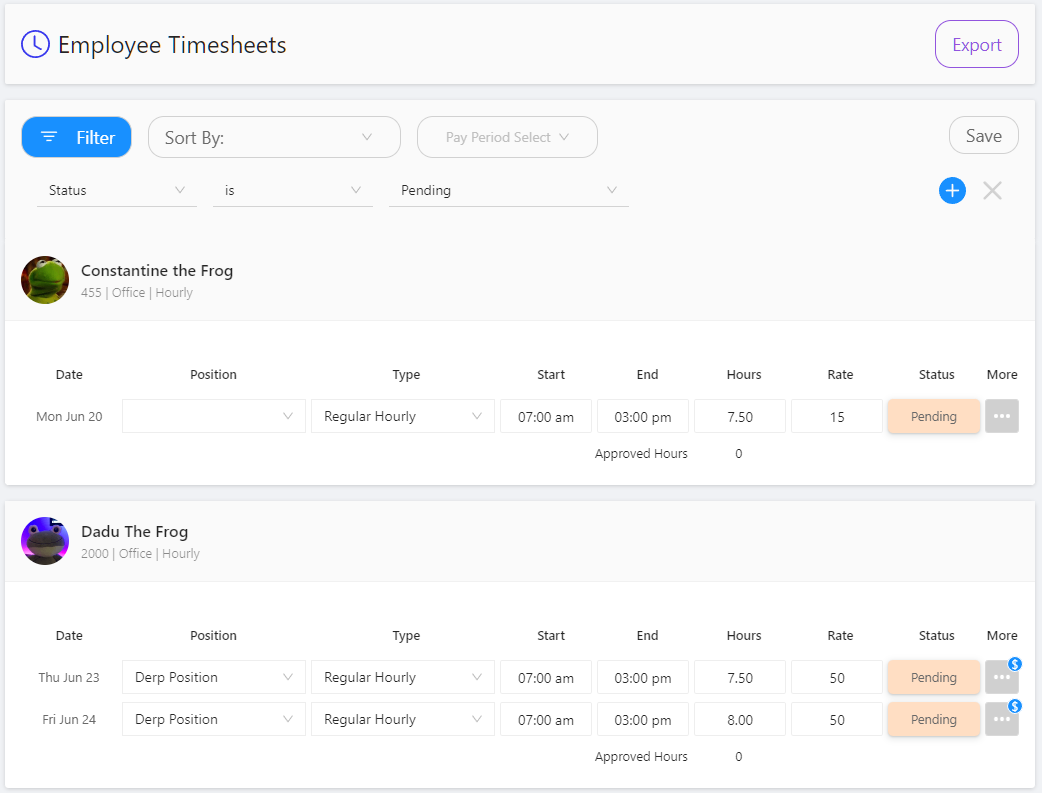 Employee Timesheets Export
Filter Sort By: Pay Period Select Save
Status is Pending
Constantine the Frog
455 | Office | Hourly
Date Position Type Start End Hours Rate Status More
Mon Jun 20 Regular Hourly 07:00 am 03:00 pm 7.50 15 Pending
Approved Hours 0
Dadu The Frog
2000 | Office | Hourly
Date Position Type Start End Hours Rate Status More
Thu Jun 23 Derp Position Regular Hourly 07:00 am 03:00 pm 7.50 50 Pending $
Fri Jun 24 Derp Position Regular Hourly 07:00 am 03:00 pm 8.00 50 Pending $
Approved Hours 0